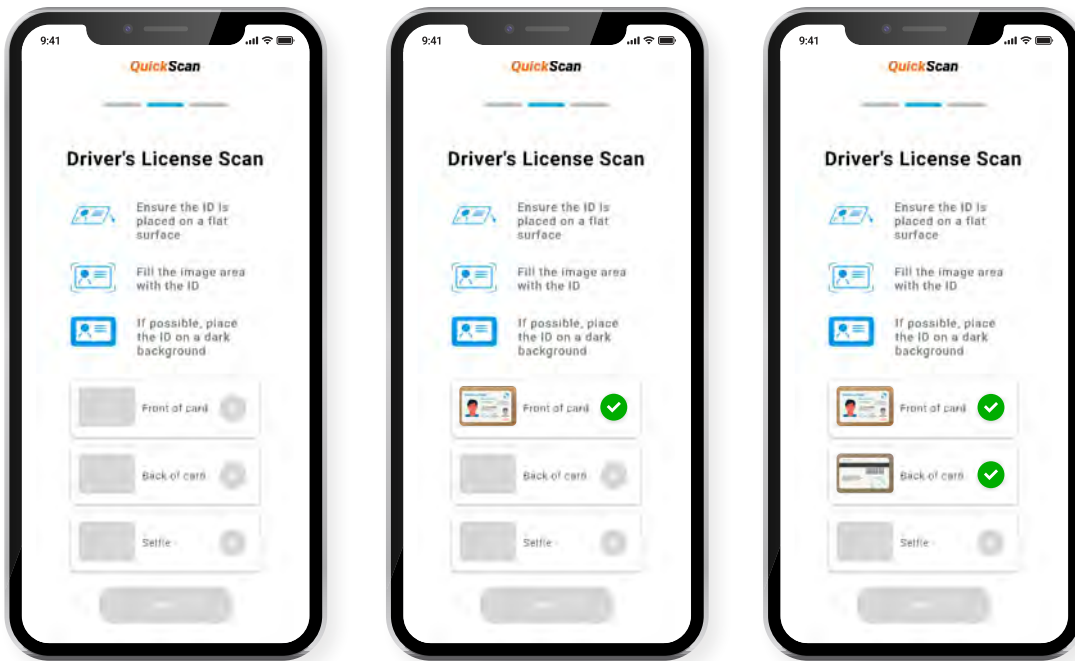 9:41
QuickScan
Driver's License Scan
Ensure the ID is
placed on a flat
surface
Fill the image area
with the ID
If possible, place
the ID on a dark
background
Front of card
Back of card
Selfie
9:41
QuickScan
Driver's License Scan
Ensure the ID is
placed on a flat
surface
Fill the image area
with the ID
If possible, place
the ID on a dark
background
Front of card
Back of card
Selfie
9:41
QuickScan
Driver's License Scan
Ensure the ID is
placed on a flat
surface
Fill the image area
with the ID
If possible, place
the ID on a dark
background
Front of card
Back of card
Selfie